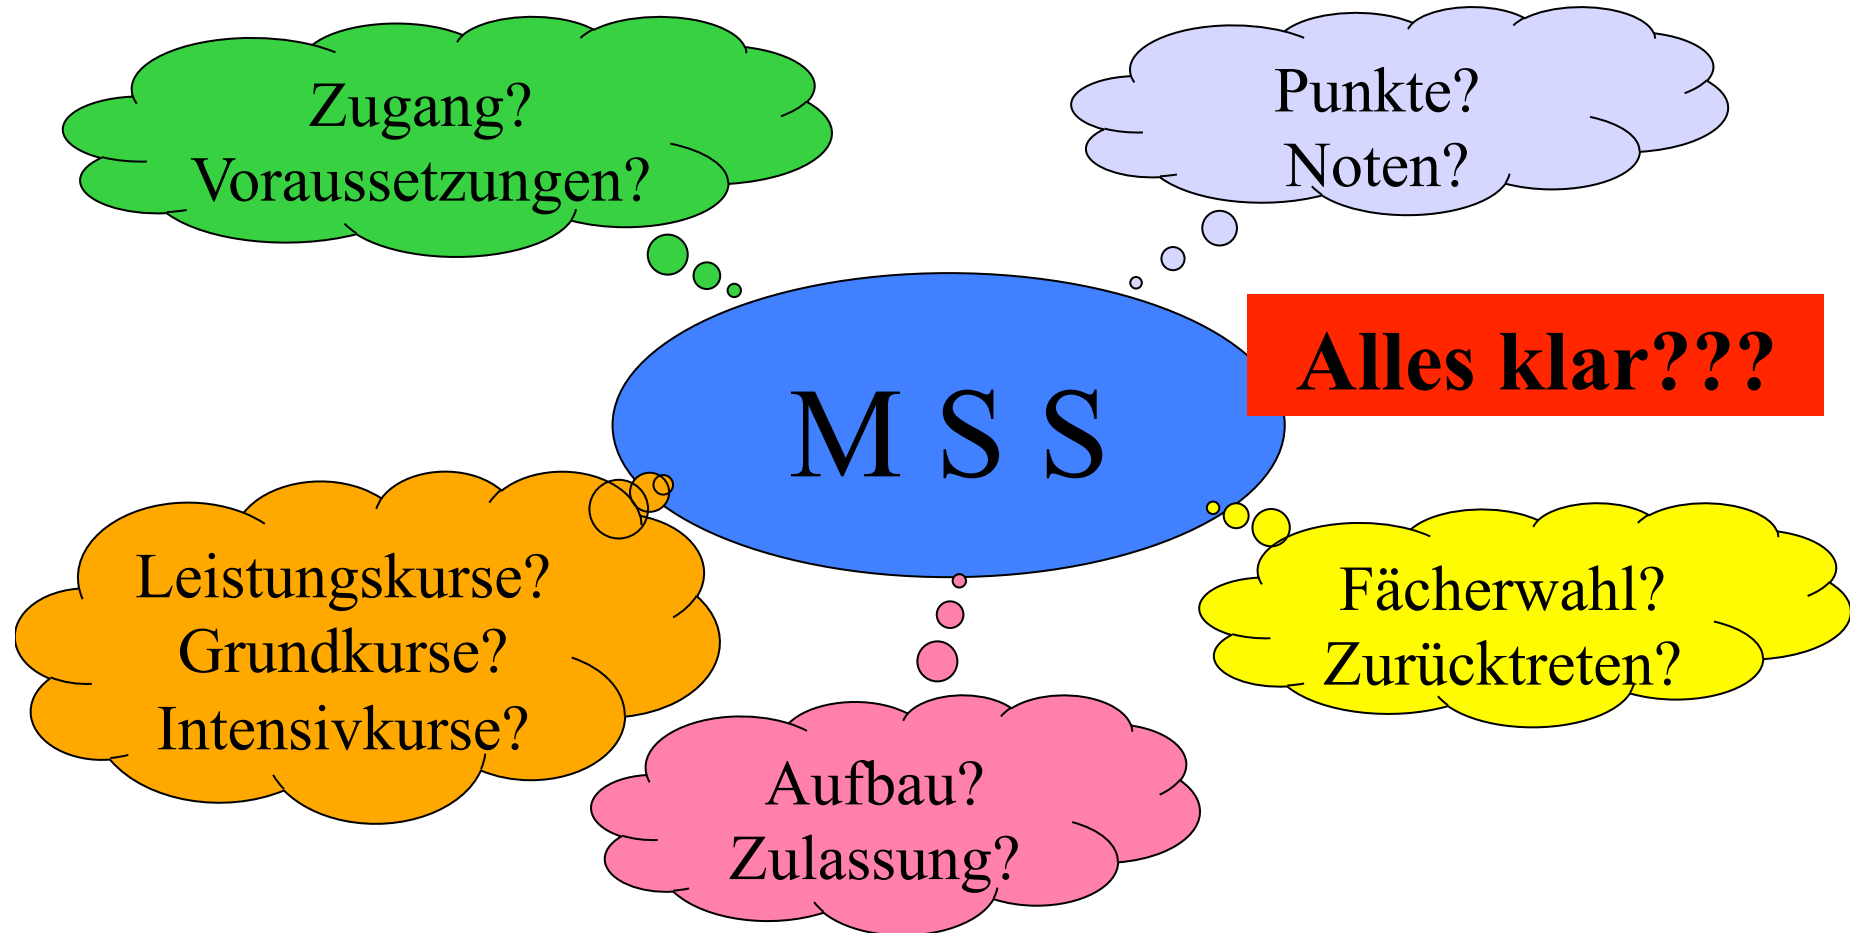 Zugang?
Voraussetzungen?
Punkte?
Noten?
Alles klar???
M S S
Leistungskurse?
Grundkurse?
Intensivkurse?
Fächerwahl?
Zurücktreten?
Aufbau?
Zulassung?